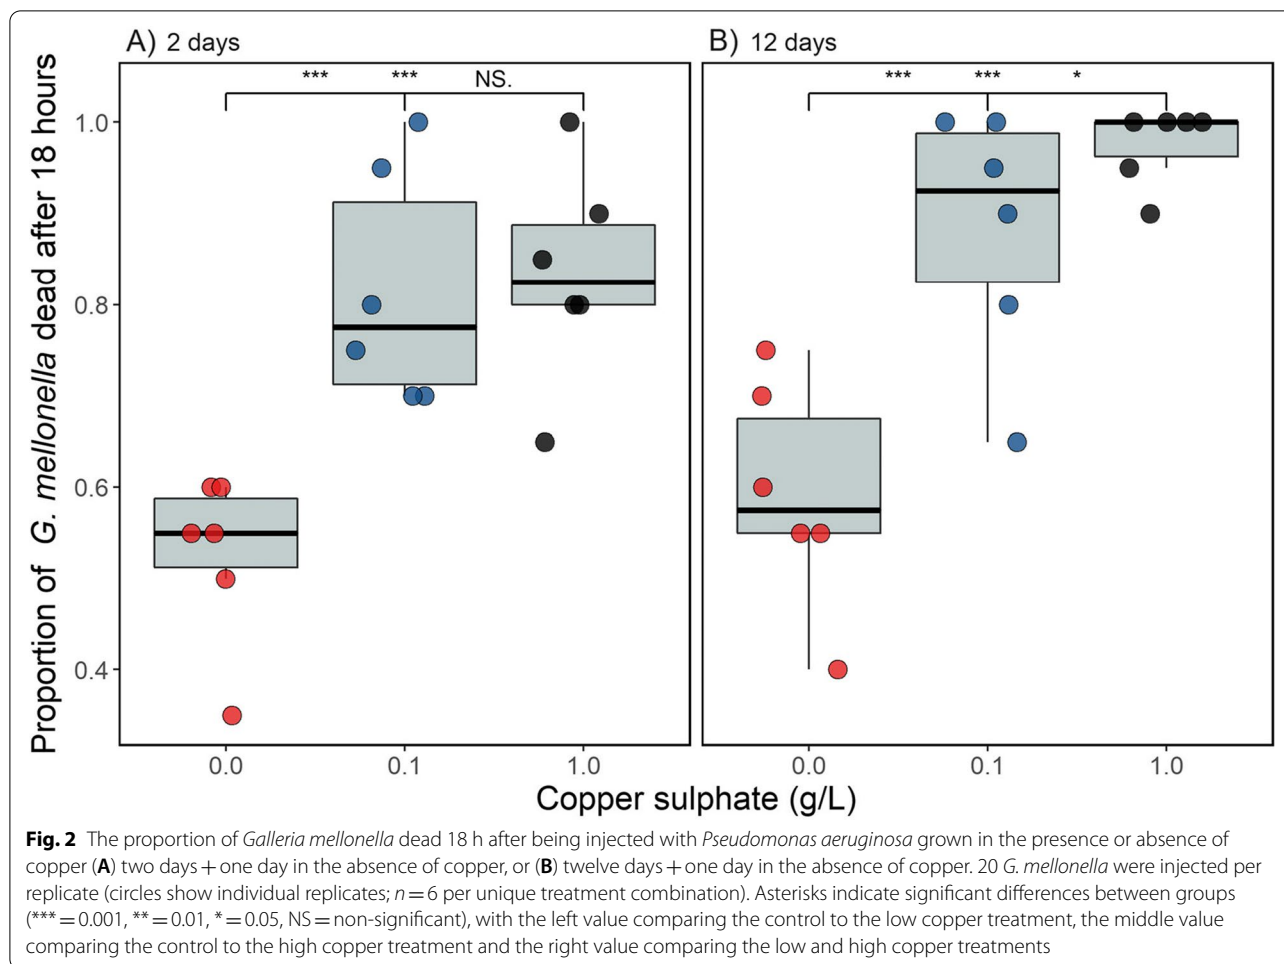 A) 2 days
B) 12 days
*** *** NS.
*** *** *
Proportion of G. mellonella dead after 18 hours
1.0
0.8
0.6
0.4
0.0 0.1 1.0
0.0 0.1 1.0
Copper sulphate (g/L)
Fig. 2 The proportion of Galleria mellonella dead 18 h after being injected with Pseudomonas aeruginosa grown in the presence or absence of
copper (A) two days + one day in the absence of copper, or (B) twelve days + one day in the absence of copper. 20 G. mellonella were injected per
replicate (circles show individual replicates; n = 6 per unique treatment combination). Asterisks indicate significant differences between groups
(*** = 0.001, ** = 0.01, * = 0.05, NS = non-significant), with the left value comparing the control to the low copper treatment, the middle value
comparing the control to the high copper treatment and the right value comparing the low and high copper treatments